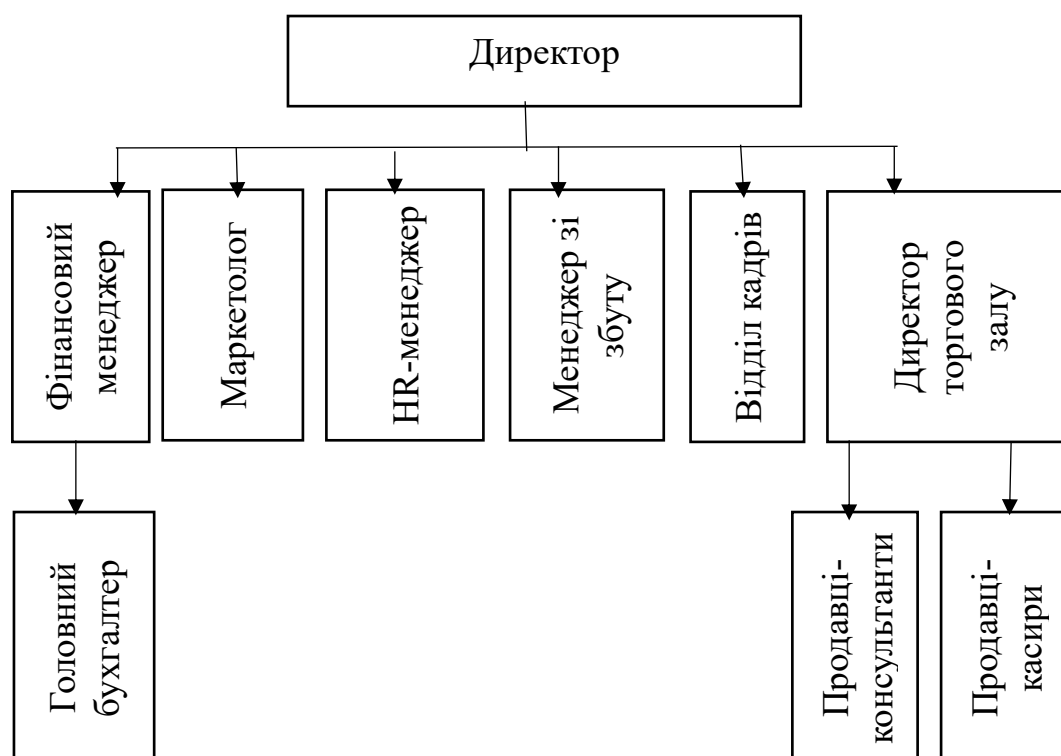 Директор
Фінансовий
менеджер
Маркетолог
HR-менеджер
Менеджер зі
збуту
Відділ кадрів
Директор
торгового
залу
Головний
бухгалтер
Продавці-
консультанти
Продавці-
касири